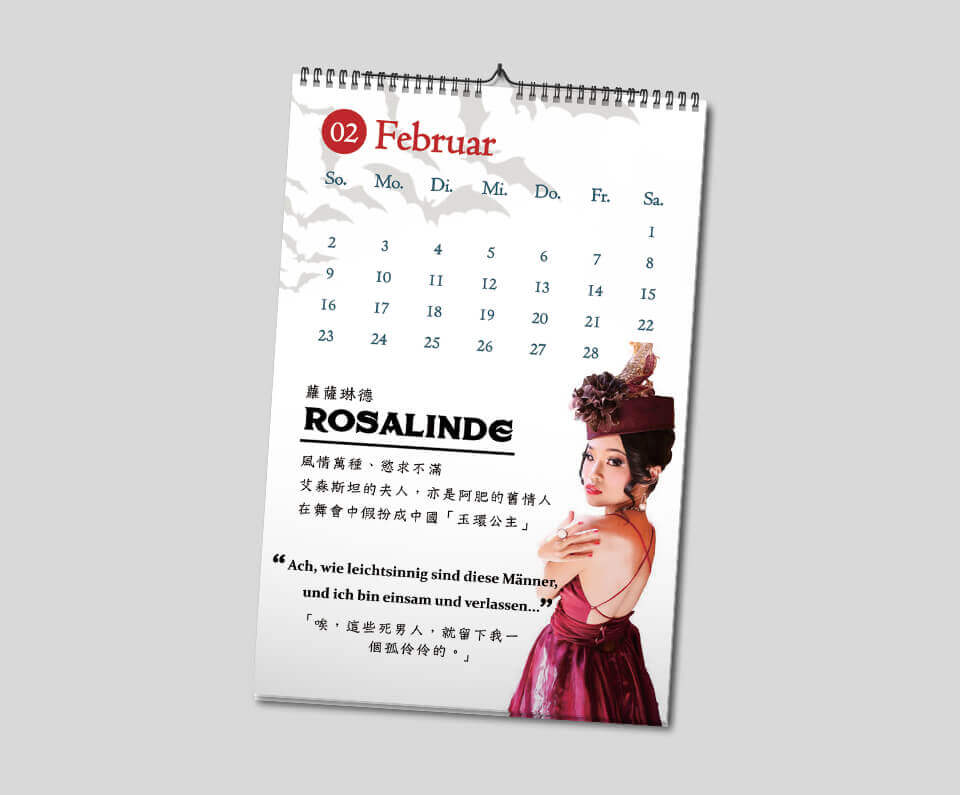 02 Februar
So. Mo. Di. Mi. Do. Fr. Sa.
1
2 3 4 5 6 7 8
9 10 11 12 13 14 15
16 17 18 19 20 21 22
23 24 25 26 27 28
蘿薩琳德
ROSALINDE
風情萬種、慾求不滿
艾森斯坦的夫人，亦是阿肥的舊情人
在舞會中假扮成中國「玉環公主」
“Ach, wie leichtsinnig sind diese Männer,
und ich bin einsam und verlassen...”
「唉，這些死男人，就留下我一
個孤伶伶的。」